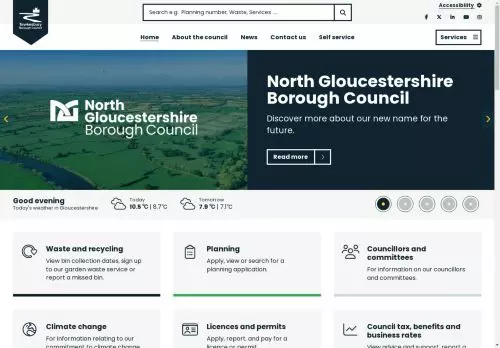 Tewkesbury
Borough Council
Accessibility
Search e.g. Planning number, Waste, Services ...
Home
About the council
News
Contact us
Self service
Services
North
Gloucestershire
Borough Council
North Gloucestershire
Borough Council
Discover more about our new name for the
future.
Read more
Good evening
Today's weather in Gloucestershire
Today
10.5 °C | 8.7°C
Tomorrow
7.9 °C | 7.1°C
Waste and recycling
View bin collection dates, sign up
to our garden waste service or
report a missed bin.
Planning
Apply, view or search for a
planning application.
Councillors and
committees
For information on our councillors
and committees.
Climate change
For information relating to our
commitment to climate change
Licences and permits
Apply, report, and pay for a
licence or permit
Council tax, benefits and
business rates
View advice and support, report a